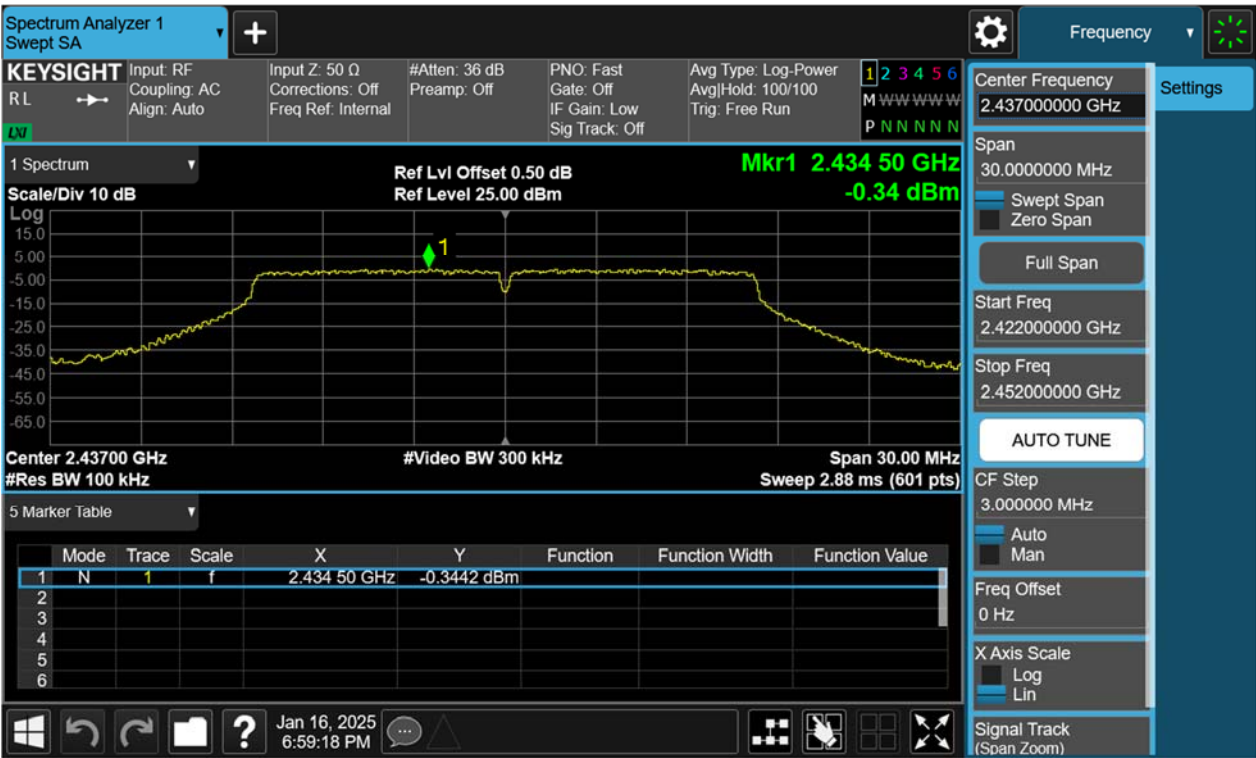 Spectrum Analyzer 1
Swept SA
+
Frequency
KEYSIGHT
RL
LXI
Input: RF
Coupling: AC
Align: Auto
Input Z: 50 Ω
Corrections: Off
Freq Ref: Internal
#Atten: 36 dB
Preamp: Off
PNO: Fast
Gate: Off
IF Gain: Low
Sig Track: Off
Avg Type: Log-Power
Avg|Hold: 100/100
Trig: Free Run
1 2 3 4 5 6
M W W W W W
P N N N N N
1 Spectrum
Scale/Div 10 dB
Ref Lvl Offset 0.50 dB
Ref Level 25.00 dBm
Mkr1 2.434 50 GHz
-0.34 dBm
Log
15.0
5.00
-5.00
-15.0
-25.0
-35.0
-45.0
-55.0
-65.0
1
Center 2.43700 GHz
#Res BW 100 kHz
#Video BW 300 kHz
Span 30.00 MHz
Sweep 2.88 ms (601 pts)
5 Marker Table
Mode Trace Scale X Y Function Function Width Function Value
1 N 1 f 2.434 50 GHz -0.3442 dBm
2
3
4
5
6
?
Jan 16, 2025
6:59:18 PM
Settings
Center Frequency
2.437000000 GHz
Span
30.0000000 MHz
Swept Span
Zero Span
Full Span
Start Freq
2.422000000 GHz
Stop Freq
2.452000000 GHz
AUTO TUNE
CF Step
3.000000 MHz
Auto
Man
Freq Offset
0 Hz
X Axis Scale
Log
Lin
Signal Track
(Span Zoom)